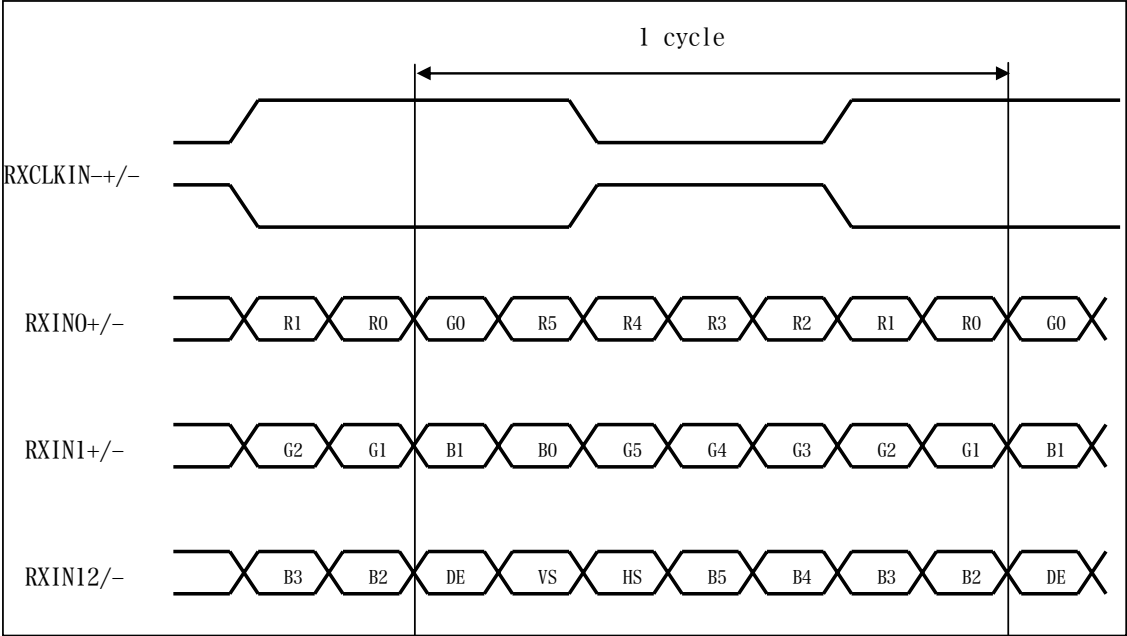 1 cycle
RXCLKIN-+/-
RXIN0+/- R1 R0 G0 R5 R4 R3 R2 R1 R0 G0
RXIN1+/- G2 G1 B1 B0 G5 G4 G3 G2 G1 B1
RXIN12/- B3 B2 DE VS HS B5 B4 B3 B2 DE